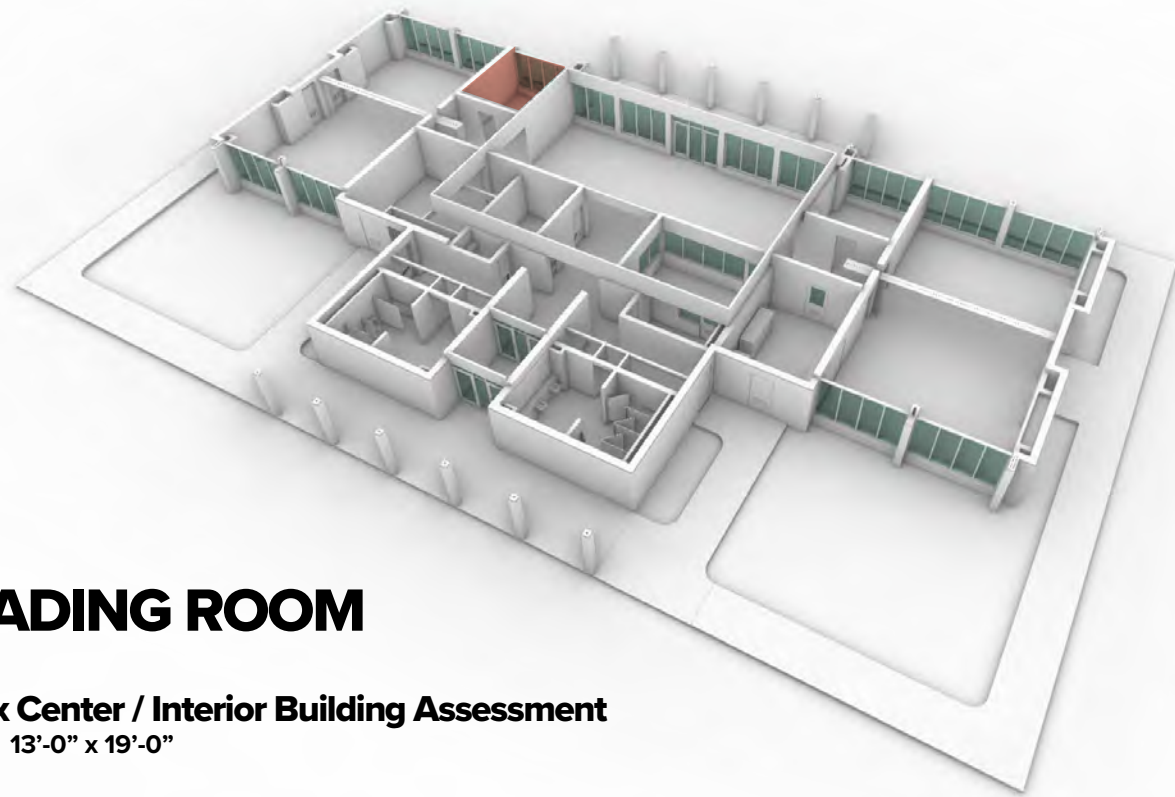 ADING ROOM
x Center / Interior Building Assessment
13’-0” x 19’-0”